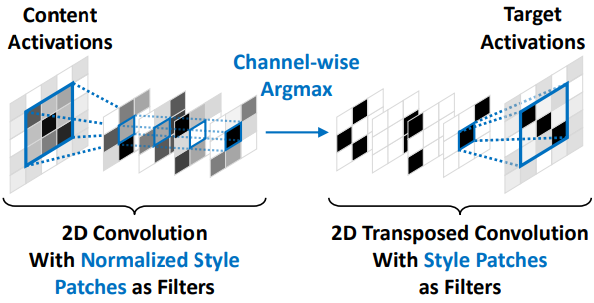 Content
Activations
Channel-wise
Argmax
Target
Activations
2D Convolution
With Normalized Style
Patches as Filters
2D Transposed Convolution
With Style Patches
as Filters